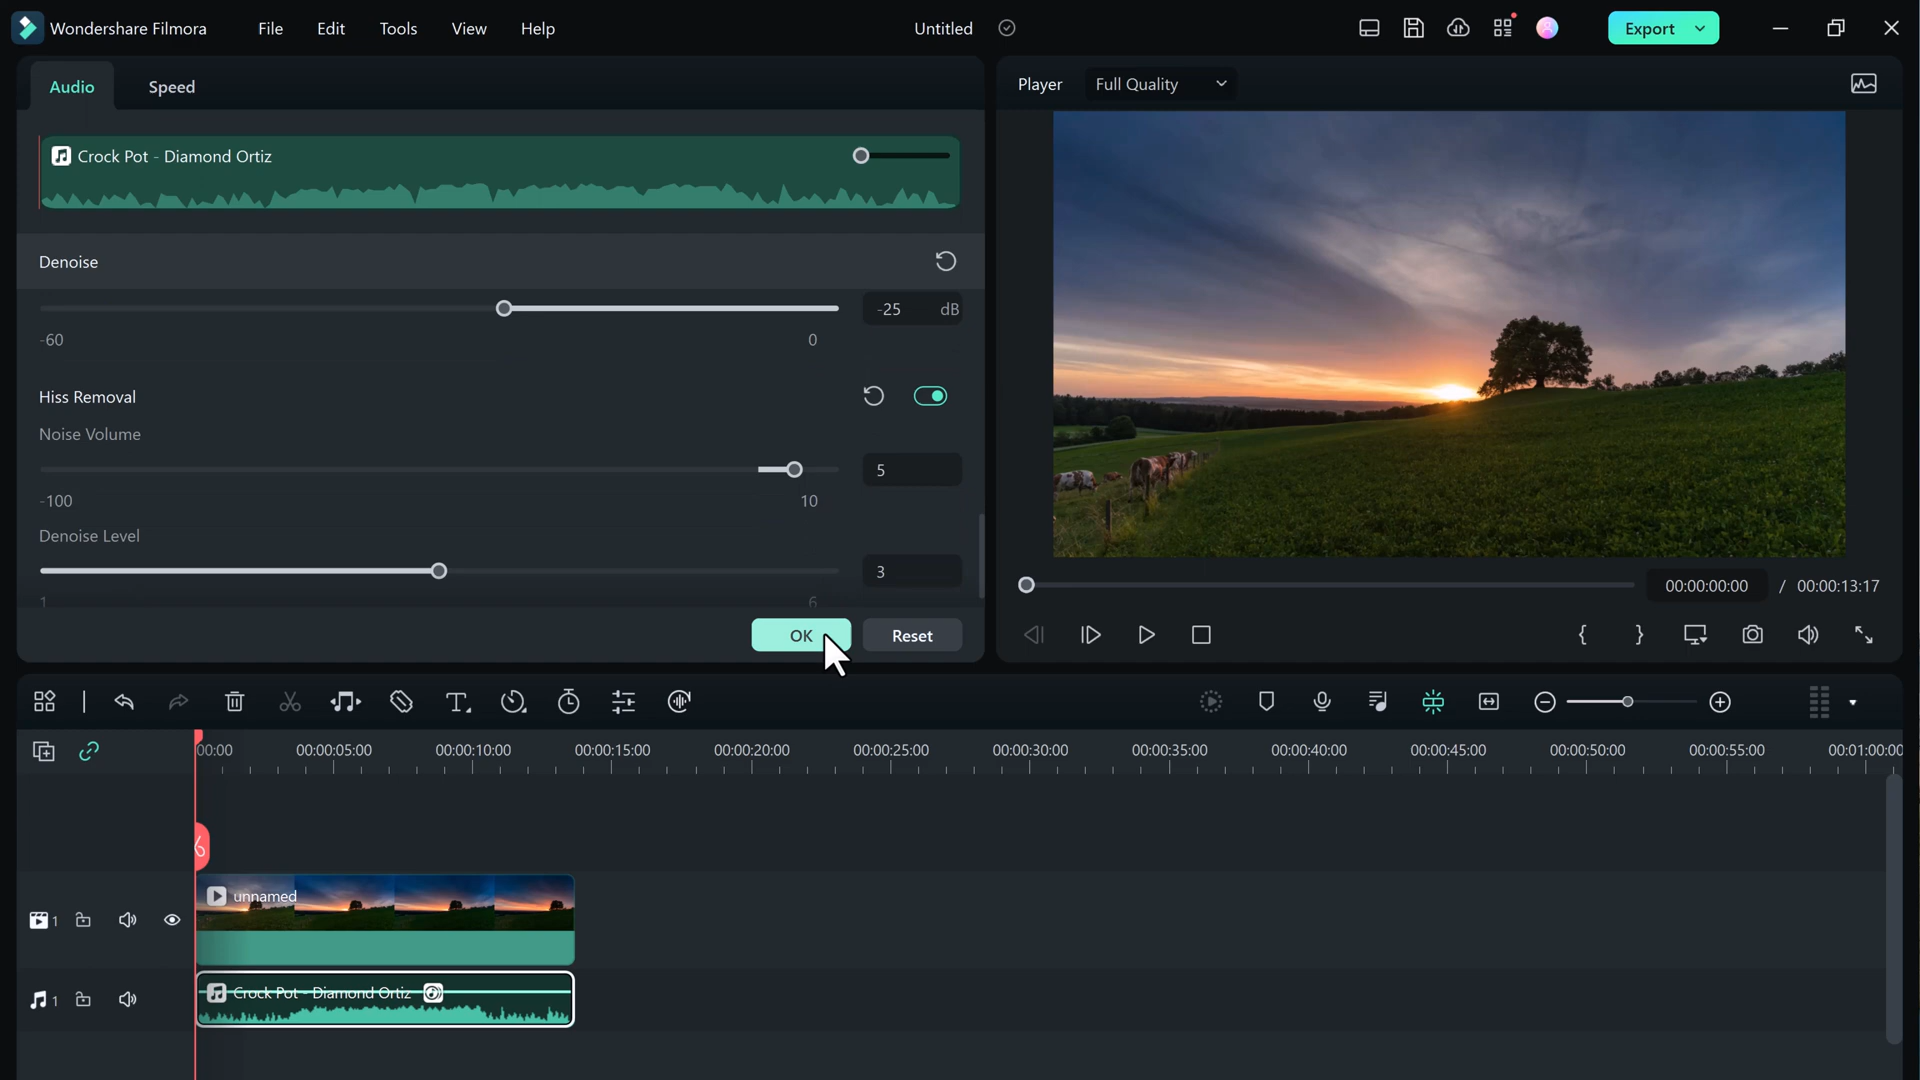 Wondershare Filmora File Edit Tools View Help Untitled Export
Audio Speed
Player Full Quality
Crock Pot - Diamond Ortiz
Denoise
-25 dB
-60 0
Hiss Removal
Noise Volume
5
-100 10
Denoise Level
3
1 6
OK Reset
00:00:00:00 / 00:00:13:17
{ }
00:00 00:00:05:00 00:00:10:00 00:00:15:00 00:00:20:00 00:00:25:00 00:00:30:00 00:00:35:00 00:00:40:00 00:00:45:00 00:00:50:00 00:00:55:00 00:01:00:00
unnamed
1
Crock Pot - Diamond Ortiz
1